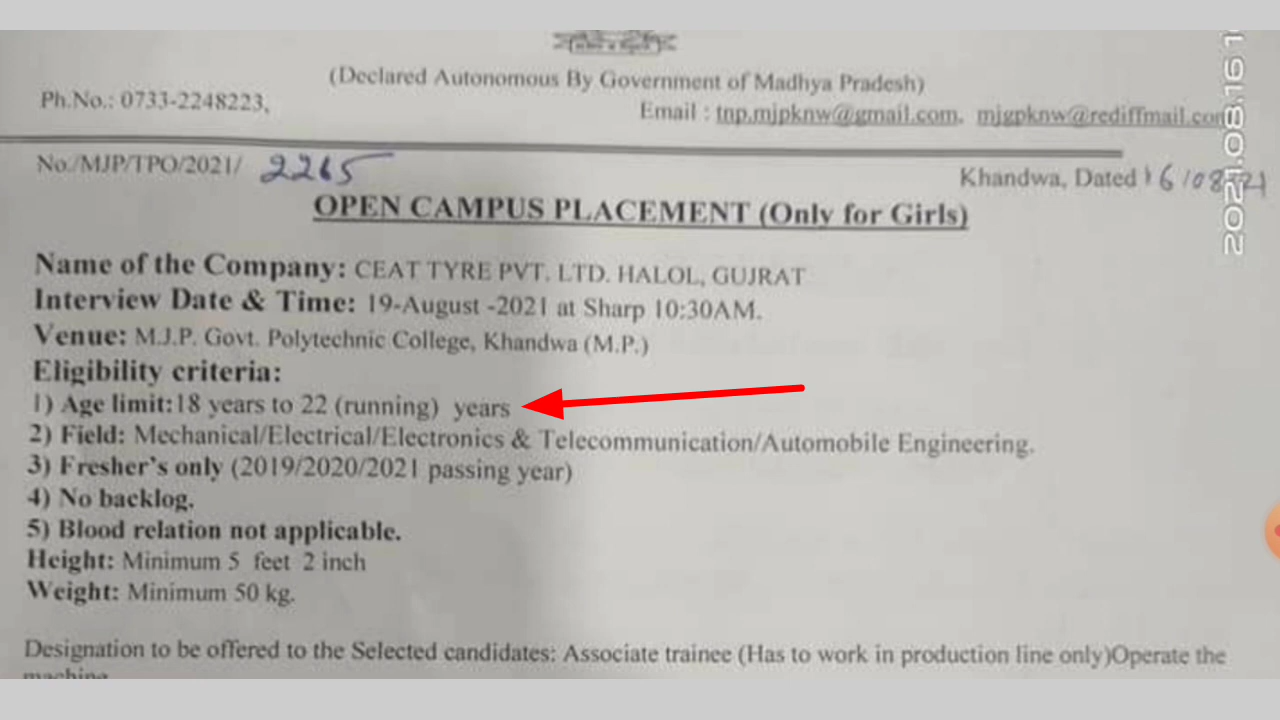 (Declared Autonomous By Government of Madhya Pradesh)
Ph.No.: 0733-2248223,
Email : tnp.mjpknw@gmail.com, mjgpknw@rediffmail.com
No./MJP/TPO/2021/ 2265
Khandwa, Dated 16/08/21
OPEN CAMPUS PLACEMENT (Only for Girls)
Name of the Company: CEAT TYRE PVT. LTD. HALOL, GUJRAT
Interview Date & Time: 19-August -2021 at Sharp 10:30AM.
Venue: M.J.P. Govt. Polytechnic College, Khandwa (M.P.)
Eligibility criteria:
1) Age limit:18 years to 22 (running) years
2) Field: Mechanical/Electrical/Electronics & Telecommunication/Automobile Engineering.
3) Fresher's only (2019/2020/2021 passing year)
4) No backlog.
5) Blood relation not applicable.
Height: Minimum 5 feet 2 inch
Weight: Minimum 50 kg.
Designation to be offered to the Selected candidates: Associate trainee (Has to work in production line only)Operate the
machine
2021.08.16 1